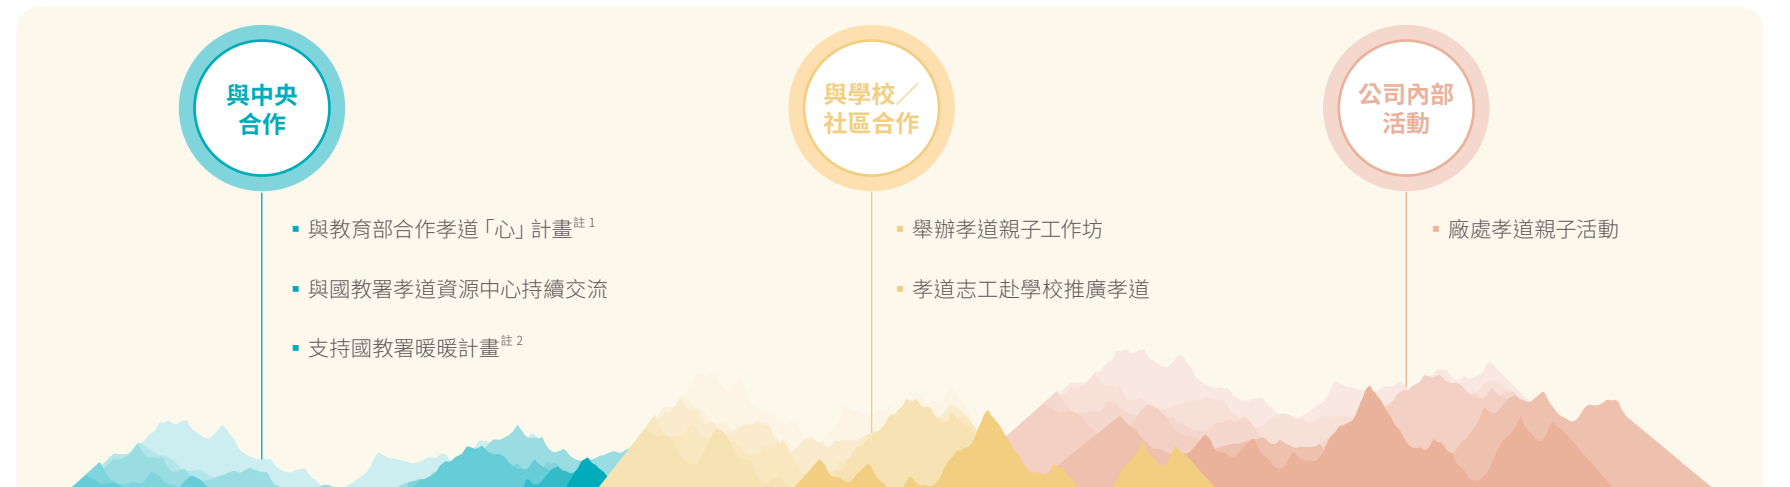 與中央
合作
與教育部合作孝道「心」計畫註1
與國教署孝道資源中心持續交流
支持國教署暖暖計畫註2
與學校／
社區合作
舉辦孝道親子工作坊
孝道志工赴學校推廣孝道
公司內部
活動
廠處孝道親子活動